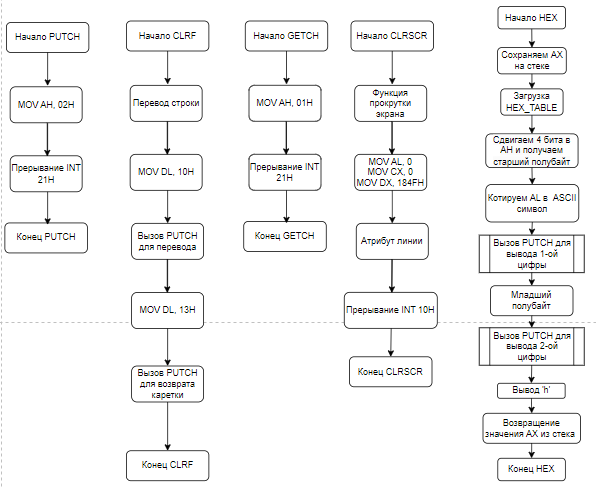 Начало PUTCH
MOV AH, 02H
Прерывание INT
21H
Конец PUTCH
Начало CLRF
Перевод строки
MOV DL, 10H
Вызов PUTCH
для перевода
MOV DL, 13H
Вызов PUTCH
для возврата
каретки
Конец CLRF
Начало GETCH
MOV AH, 01H
Прерывание INT
21H
Конец GETCH
Начало CLRSCR
Функция
прокрутки
экрана
MOV AL, 0
MOV CX, 0
MOV DX, 184FH
Атрибут линии
Прерывание INT 10H
Конец CLRSCR
Начало HEX
Сохраняем AX
на стеке
Загрузка
HEX_TABLE
Сдвигаем 4 бита в
AH и получаем
старший полубайт
Котируем AL в ASCII
символ
Вызов PUTCH для
вывода 1-ой
цифры
Младший
полубайт
Вызов PUTCH для
вывода 2-ой
цифры
Вывод 'h'
Возвращение
значения AX из стека
Конец HEX